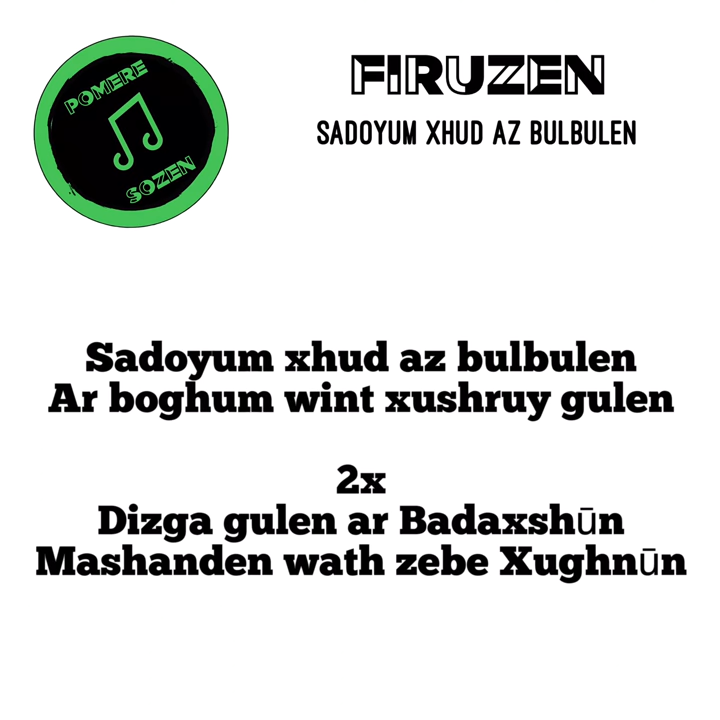 POMERE
SOZEN
FIRUZEN
SADOYUM XHUD AZ BULBULEN
Sadoyum xhud az bulbulen
Ar boghum wint xushruy gulen
2x
Dizga gulen ar Badaxshūn
Mashanden wath zebe Xughnūn